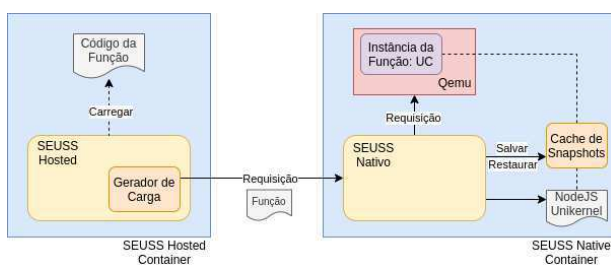 Código da
Função
Carregar
SEUSS
Hosted
Gerador de
Carga
SEUSS Hosted
Container
Requisição
Função
Instância da
Função: UC
Qemu
Requisição
SEUSS
Nativo
Salvar
Restaurar
Cache de
Snapshots
NodeJS
Unikernel
SEUSS Native
Container